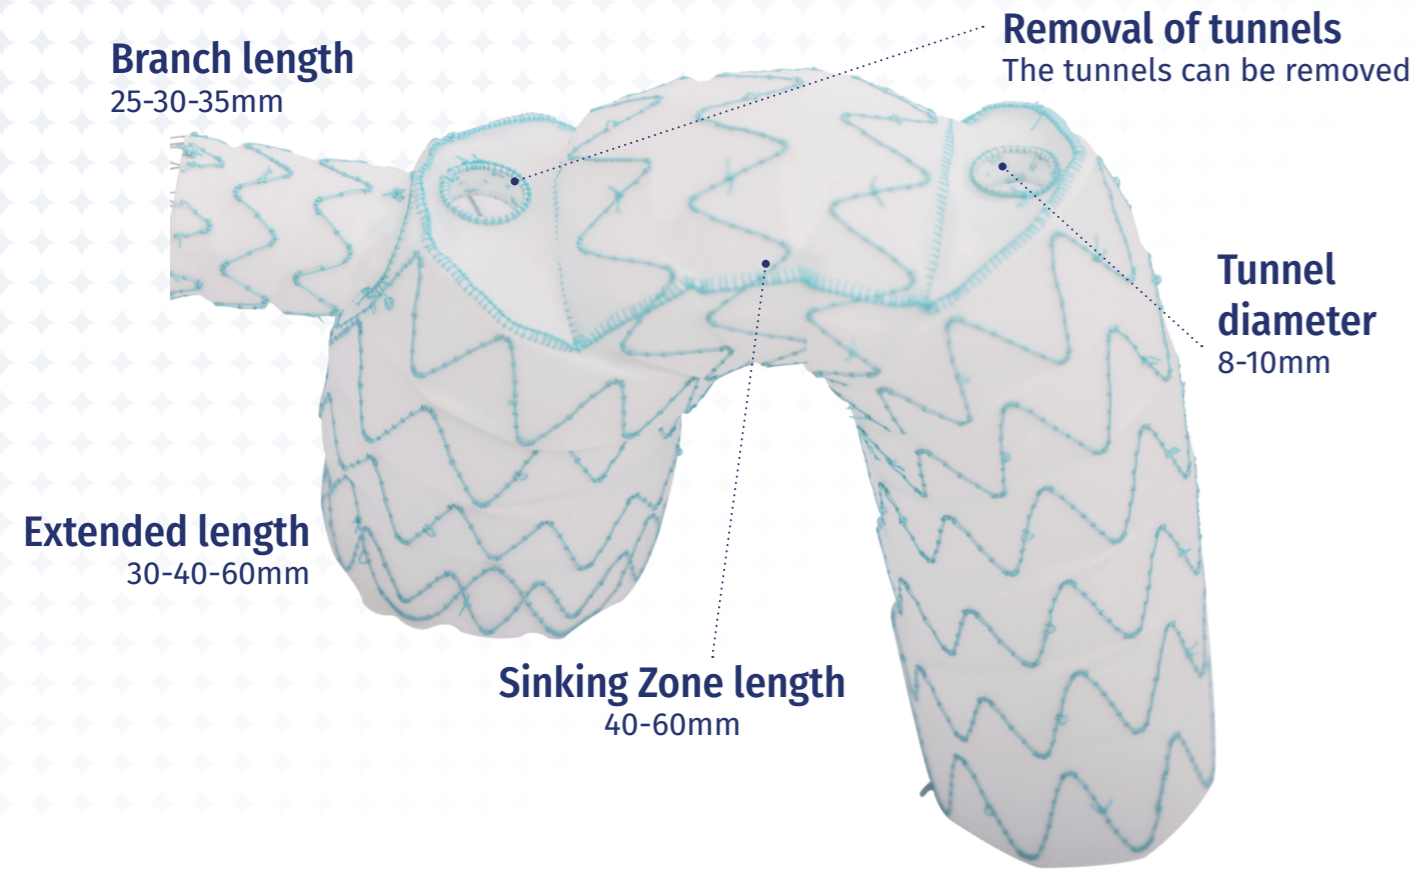 Removal of tunnels
The tunnels can be removed
Branch length
25-30-35mm
Tunnel
diameter
8-10mm
Extended length
30-40-60mm
Sinking Zone length
40-60mm